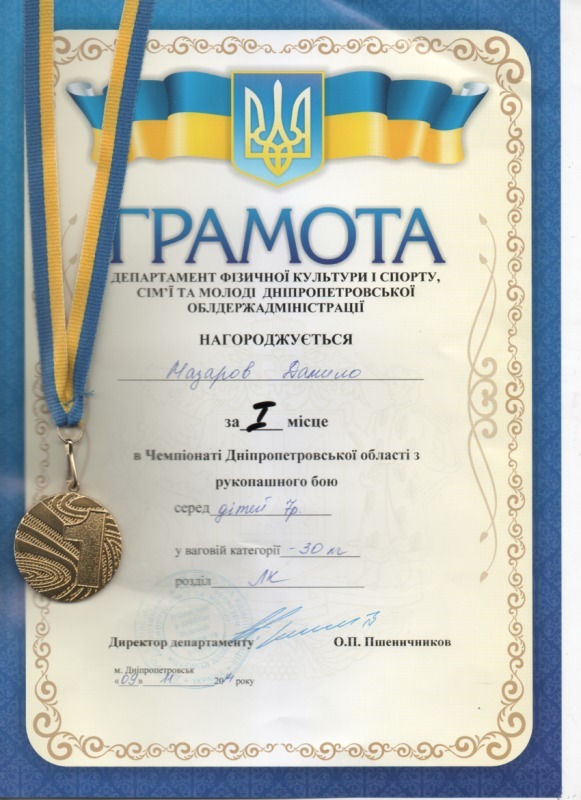 ГРАМОТА
ДЕПАРТАМЕНТ ФІЗИЧНОЇ КУЛЬТУРИ І СПОРТУ,
СІМ'Ї ТА МОЛОДІ ДНІПРОПЕТРОВСЬКОЇ
ОБЛДЕРЖАДМІНІСТРАЦІЇ
НАГОРОДЖУЄТЬСЯ
Назаров Данило
за I місце
в Чемпіонаті Дніпропетровської області з
рукопашного бою
серед дітей 7р.
у ваговій категорії -30 кг
розділ ЛК
Директор департаменту О.П. Пшеничников
м. Дніпропетровськ
«09» 11 2014 року
1